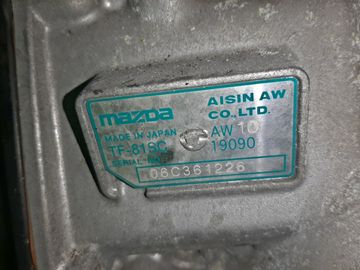 mazda
AISIN AW
CO.,LTD.
MADE IN JAPAN
AW 10
TF-81SC
19090
SERIAL No.
06C361226